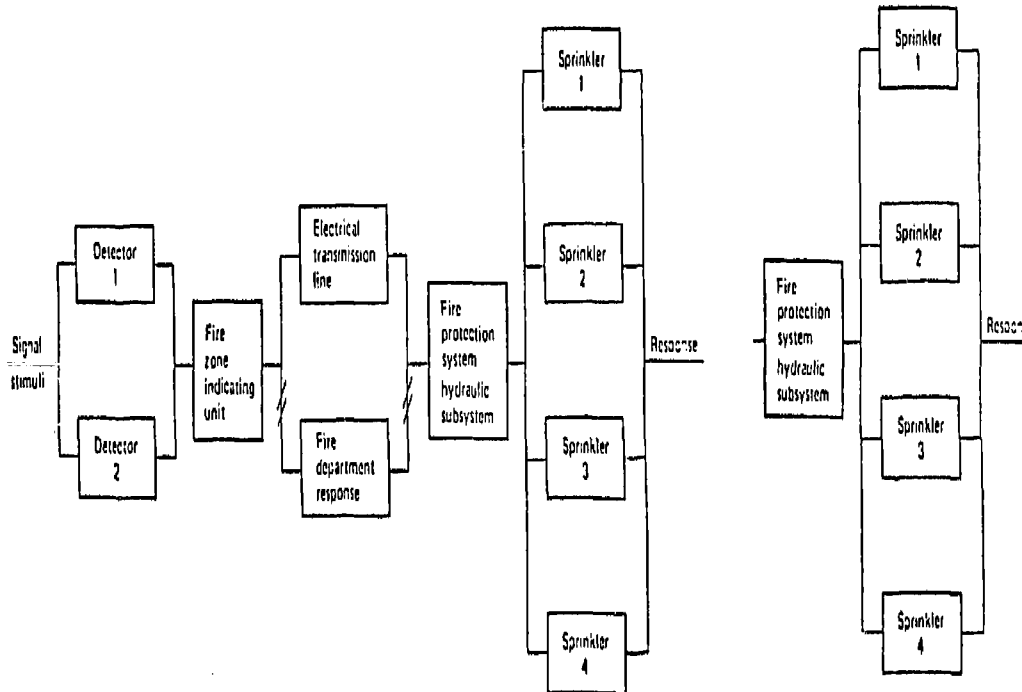 Signal
stimuli
Detector
1
Detector
2
Fire
zone
indicating
unit
Electrical
transmission
line
Fire
department
response
Fire
protection
system
hydraulic
subsystem
Sprinkler
1
Sprinkler
2
Sprinkler
3
Sprinkler
4
Response
Fire
protection
system
hydraulic
subsystem
Sprinkler
1
Sprinkler
2
Sprinkler
3
Sprinkler
4